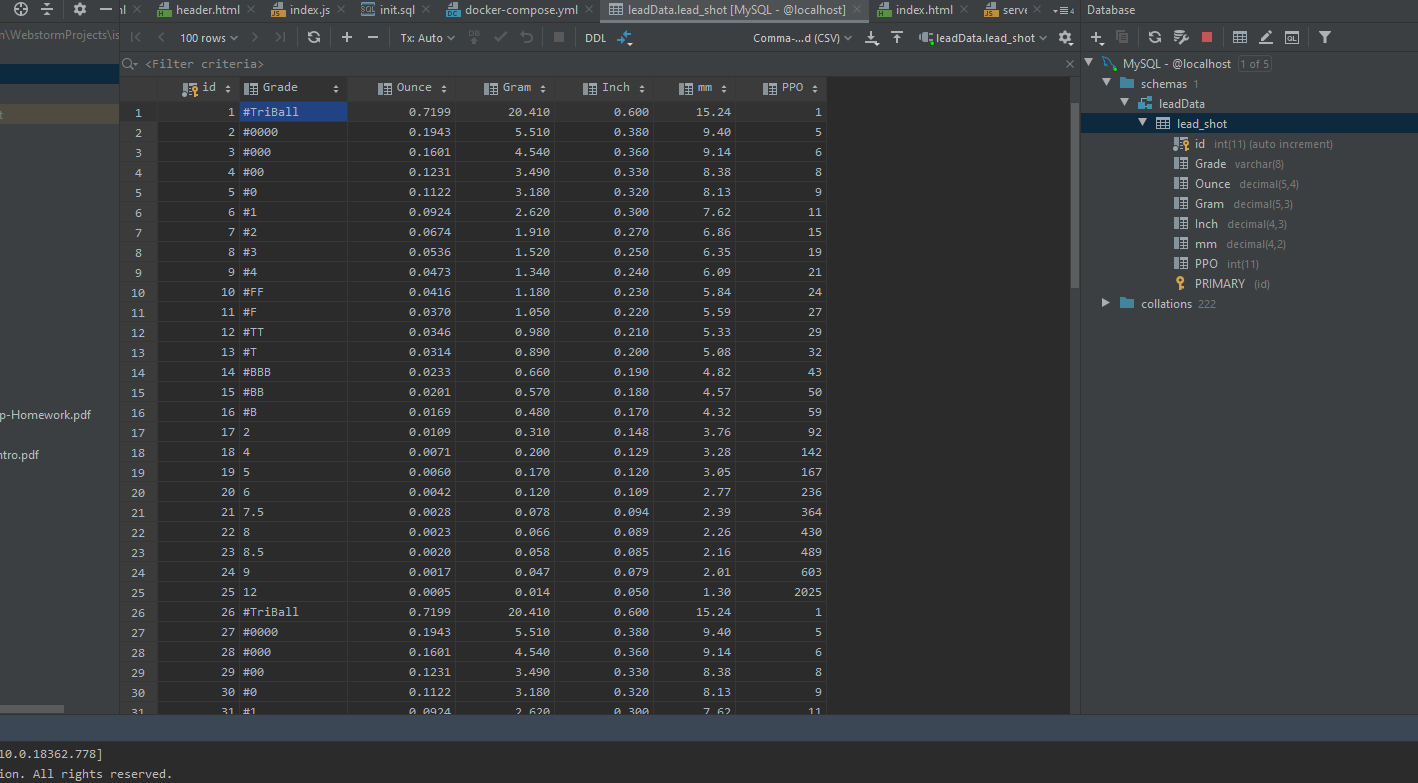 nl header.html index.js init.sql docker-compose.yml leadData.lead_shot [MySQL - @localhost] index.html serve 4 Database
n\WebstormProjects\is 100 rows Tx: Auto DB DDL Comma-...d (CSV) leadData.lead_shot
<Filter criteria>
MySQL - @localhost 1 of 5
schemas 1
leadData
lead_shot
id int(11) (auto increment)
Grade varchar(8)
Ounce decimal(5,4)
Gram decimal(5,3)
Inch decimal(4,3)
mm decimal(4,2)
PPO int(11)
PRIMARY (id)
collations 222
id Grade Ounce Gram Inch mm PPO
1 1 #TriBall 0.7199 20.410 0.600 15.24 1
2 2 #0000 0.1943 5.510 0.380 9.40 5
3 3 #000 0.1601 4.540 0.360 9.14 6
4 4 #00 0.1231 3.490 0.330 8.38 8
5 5 #0 0.1122 3.180 0.320 8.13 9
6 6 #1 0.0924 2.620 0.300 7.62 11
7 7 #2 0.0674 1.910 0.270 6.86 15
8 8 #3 0.0536 1.520 0.250 6.35 19
9 9 #4 0.0473 1.340 0.240 6.09 21
10 10 #FF 0.0416 1.180 0.230 5.84 24
11 11 #F 0.0370 1.050 0.220 5.59 27
12 12 #TT 0.0346 0.980 0.210 5.33 29
13 13 #T 0.0314 0.890 0.200 5.08 32
14 14 #BBB 0.0233 0.660 0.190 4.82 43
15 15 #BB 0.0201 0.570 0.180 4.57 50
16 16 #B 0.0169 0.480 0.170 4.32 59
17 17 2 0.0109 0.310 0.148 3.76 92
18 18 4 0.0071 0.200 0.129 3.28 142
19 19 5 0.0060 0.170 0.120 3.05 167
20 20 6 0.0042 0.120 0.109 2.77 236
21 21 7.5 0.0028 0.078 0.094 2.39 364
22 22 8 0.0023 0.066 0.089 2.26 430
23 23 8.5 0.0020 0.058 0.085 2.16 489
24 24 9 0.0017 0.047 0.079 2.01 603
25 25 12 0.0005 0.014 0.050 1.30 2025
26 26 #TriBall 0.7199 20.410 0.600 15.24 1
27 27 #0000 0.1943 5.510 0.380 9.40 5
28 28 #000 0.1601 4.540 0.360 9.14 6
29 29 #00 0.1231 3.490 0.330 8.38 8
30 30 #0 0.1122 3.180 0.320 8.13 9
31 31 #1 0.0924 2.620 0.300 7.62 11
t
p-Homework.pdf
ntro.pdf
10.0.18362.778]
ion. All rights reserved.